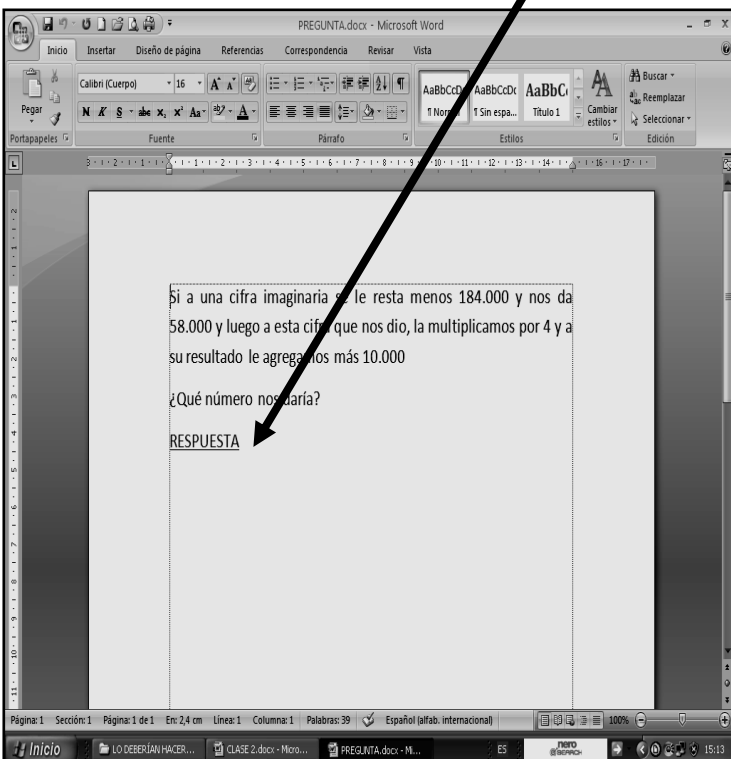 PREGUNTA.docx - Microsoft Word
Inicio Insertar Diseño de página Referencias Correspondencia Revisar Vista
Calibri (Cuerpo) 16
Pegar
N K S abc x₂ x² Aa
AaBbCcDc AaBbCcDc AaBbC
¶ Normal ¶ Sin espa... Título 1
Cambiar estilos
Buscar
Reemplazar
Seleccionar
Portapapeles Fuente Párrafo Estilos Edición
Si a una cifra imaginaria se le resta menos 184.000 y nos da
58.000 y luego a esta cifra que nos dio, la multiplicamos por 4 y a
su resultado le agregamos más 10.000
¿Qué número nos daría?
RESPUESTA
Página: 1 Sección: 1 Página: 1 de 1 En: 2,4 cm Línea: 1 Columna: 1 Palabras: 39 Español (alfab. internacional) 100%
Inicio LO DEBERÍAN HACER... CLASE 2.docx - Micro... PREGUNTA.docx - Mi... ES nero SEARCH 15:13